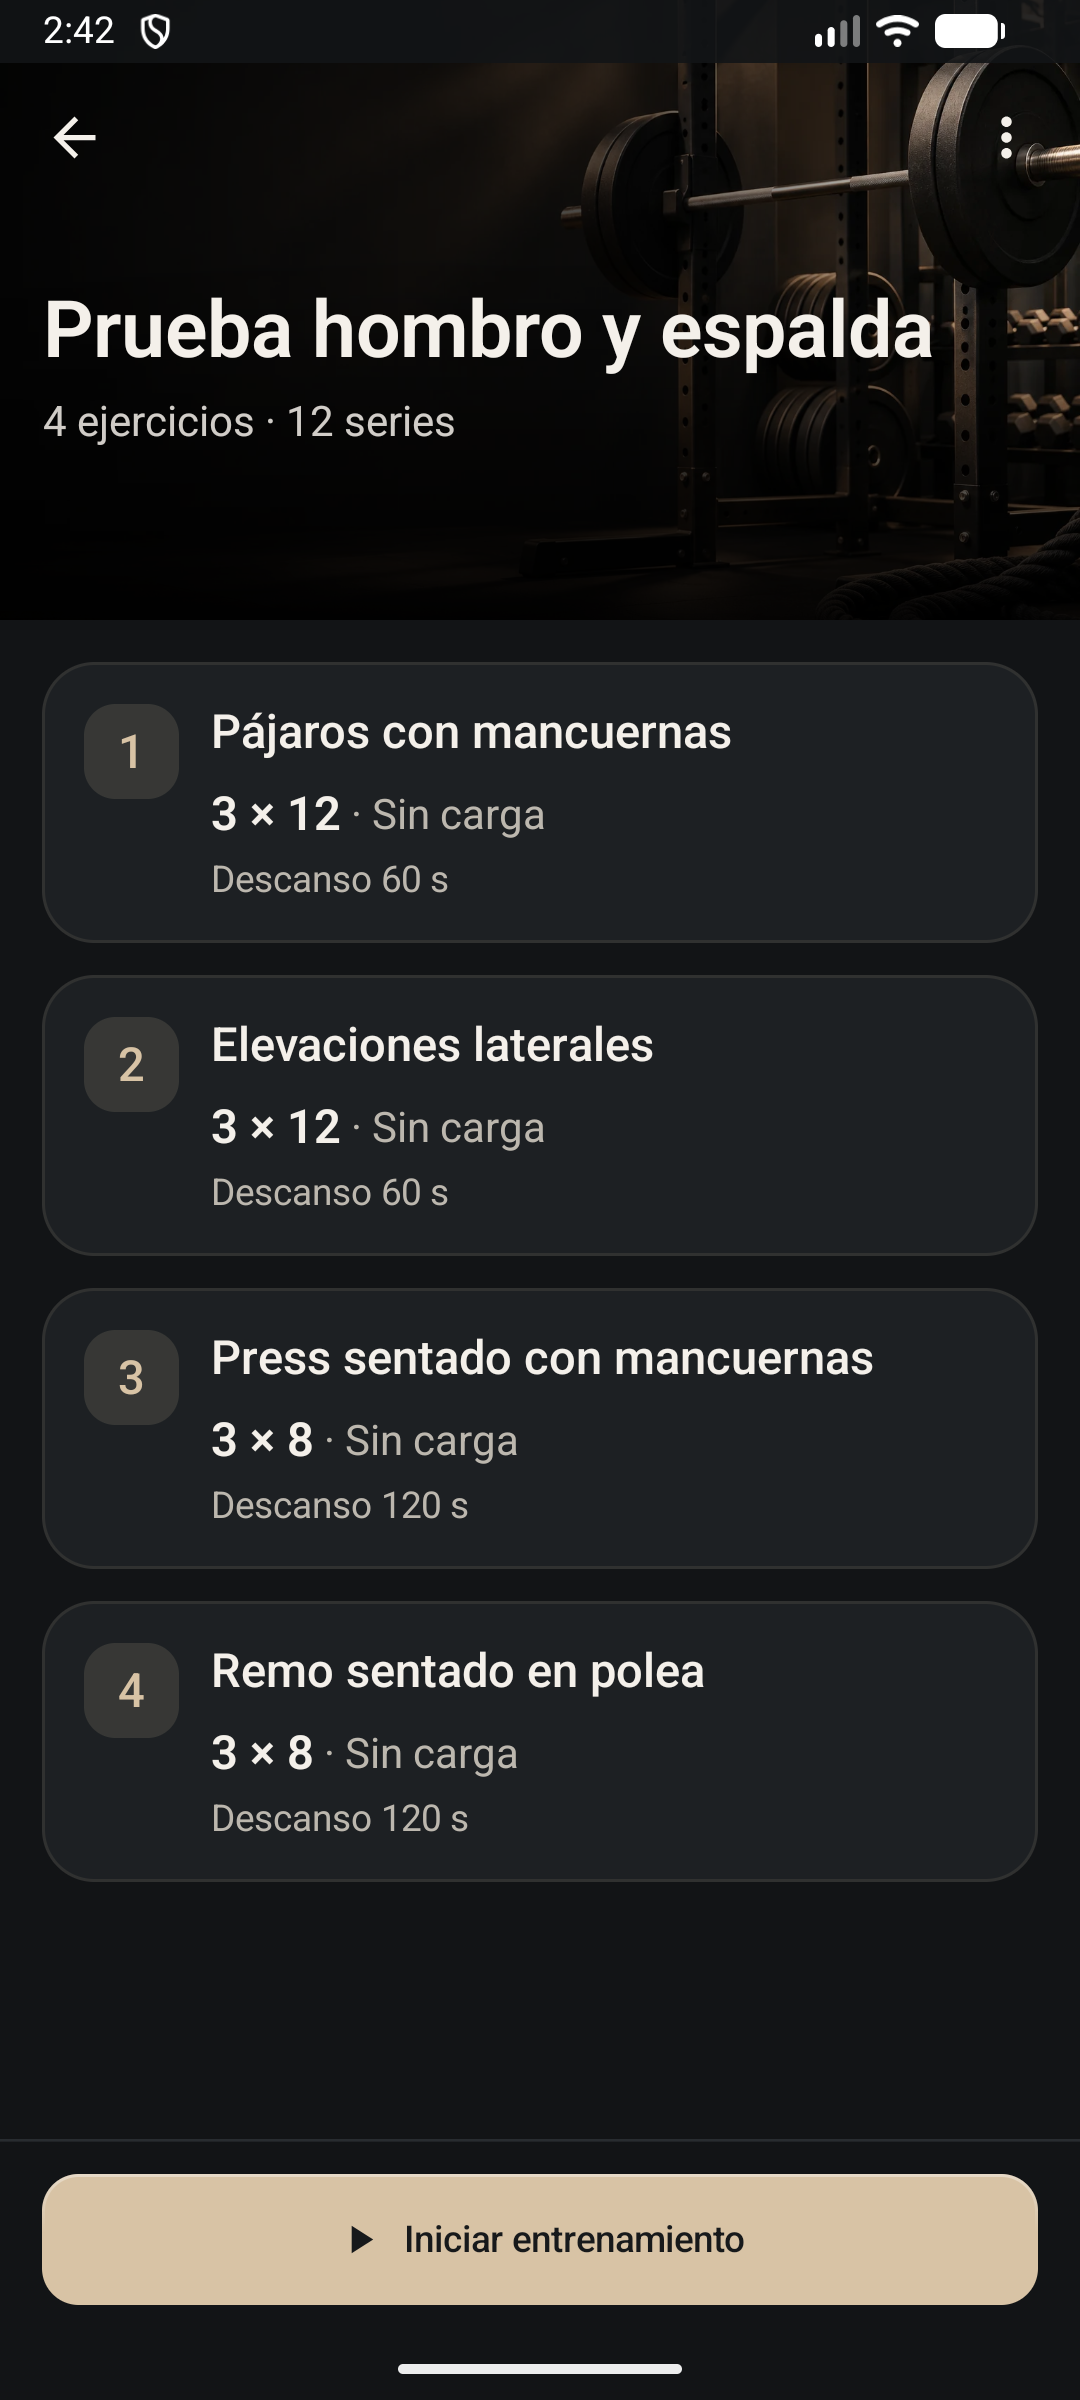 2:42
Prueba hombro y espalda
4 ejercicios · 12 series
1
Pájaros con mancuernas
3 × 12 · Sin carga
Descanso 60 s
2
Elevaciones laterales
3 × 12 · Sin carga
Descanso 60 s
3
Press sentado con mancuernas
3 × 8 · Sin carga
Descanso 120 s
4
Remo sentado en polea
3 × 8 · Sin carga
Descanso 120 s
Iniciar entrenamiento